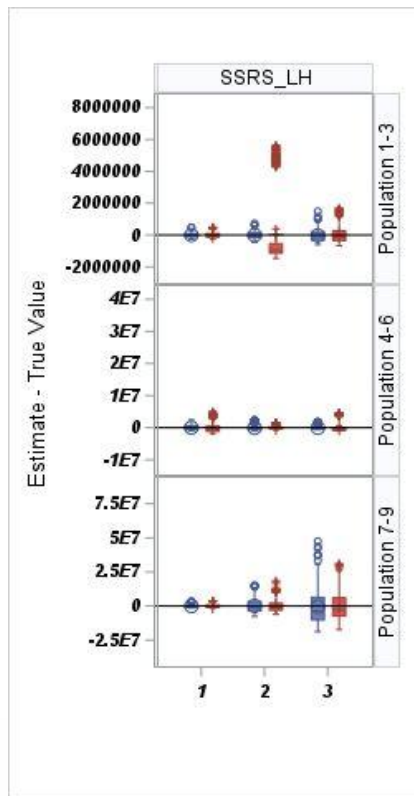 SSRS_LH
8000000
6000000
4000000
2000000
0
-2000000
Population 1-3
4E7
3E7
2E7
1E7
0
-1E7
Population 4-6
7.5E7
5E7
2.5E7
0
-2.5E7
Population 7-9
Estimate - True Value
1 2 3